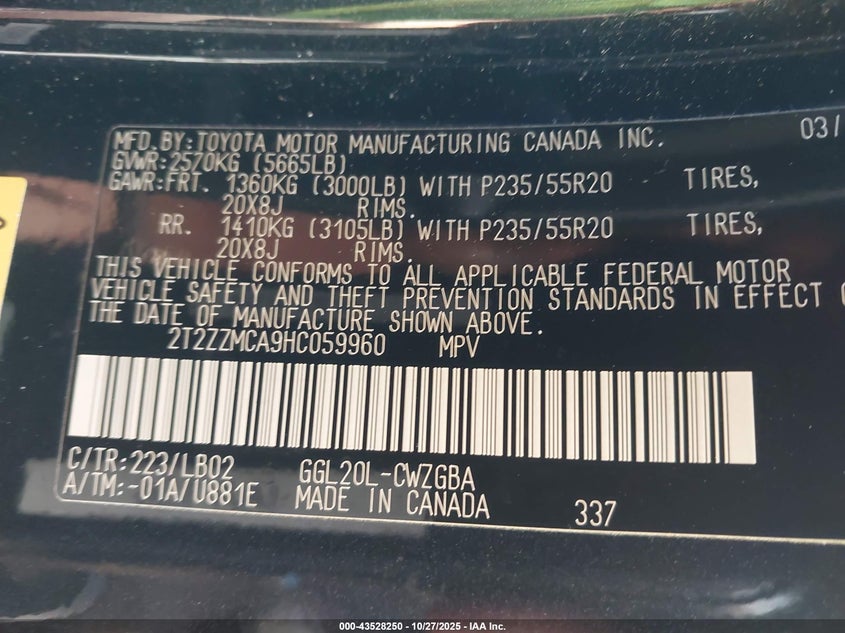 MFD. BY: TOYOTA MOTOR MANUFACTURING CANADA INC. 03/
GVWR: 2570KG (5665LB)
GAWR: FRT. 1360KG (3000LB) WITH P235/55R20 TIRES,
20X8J RIMS.
RR. 1410KG (3105LB) WITH P235/55R20 TIRES,
20X8J RIMS.
THIS VEHICLE CONFORMS TO ALL APPLICABLE FEDERAL MOTOR
VEHICLE SAFETY AND THEFT PREVENTION STANDARDS IN EFFECT
THE DATE OF MANUFACTURE SHOWN ABOVE.
2T2ZZMCA9HC059960 MPV
C/TR: 223/LB02 GGL20L-CWZGBA
A/TM: -01A/U881E MADE IN CANADA 337
000-43528250 | 10/27/2025 | IAA Inc.